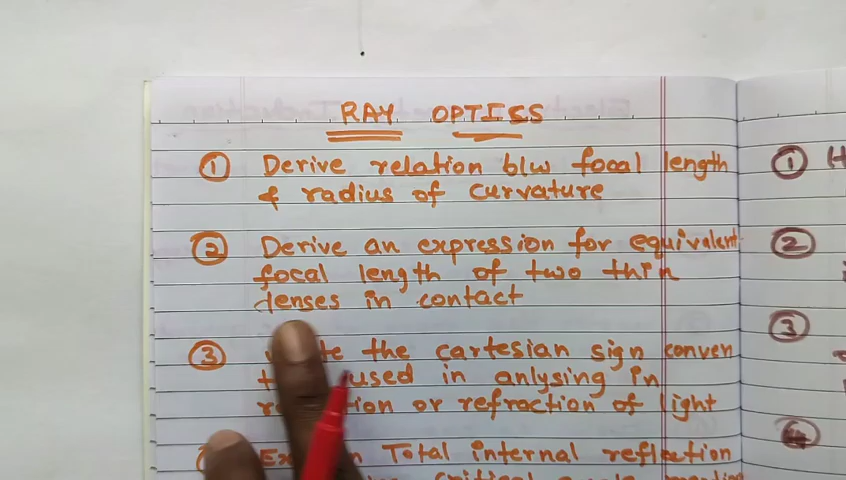 RAY OPTICS
① Derive relation b/w focal length
& radius of curvature
② Derive an expression for equivalent
focal length of two thin
lenses in contact
③ the cartesian sign conven
used in anlysing in
or refraction of light
Total internal reflection
① H
②
③
④